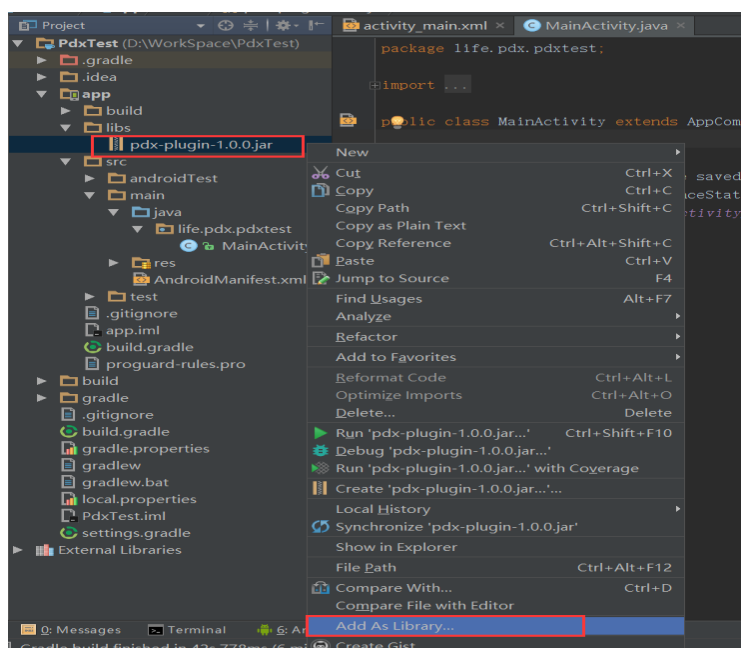 Project
activity_main.xml
MainActivity.java
PdxTest (D:\WorkSpace\PdxTest)
.gradle
.idea
app
build
libs
pdx-plugin-1.0.0.jar
src
androidTest
main
java
life.pdx.pdxtest
MainActivit
res
AndroidManifest.xml
test
.gitignore
app.iml
build.gradle
proguard-rules.pro
build
gradle
.gitignore
build.gradle
gradle.properties
gradlew
gradlew.bat
local.properties
PdxTest.iml
settings.gradle
External Libraries
package life.pdx.pdxtest;
import ...
public class MainActivity extends AppCom
saved
nceStat
tivity
New
Cut Ctrl+X
Copy Ctrl+C
Copy Path Ctrl+Shift+C
Copy as Plain Text
Copy Reference Ctrl+Alt+Shift+C
Paste Ctrl+V
Jump to Source F4
Find Usages Alt+F7
Analyze
Refactor
Add to Favorites
Reformat Code Ctrl+Alt+L
Optimize Imports Ctrl+Alt+O
Delete... Delete
Run 'pdx-plugin-1.0.0.jar...' Ctrl+Shift+F10
Debug 'pdx-plugin-1.0.0.jar...'
Run 'pdx-plugin-1.0.0.jar...' with Coverage
Create 'pdx-plugin-1.0.0.jar...'...
Local History
Synchronize 'pdx-plugin-1.0.0.jar'
Show in Explorer
File Path Ctrl+Alt+F12
Compare With... Ctrl+D
Compare File with Editor
Add As Library...
Create Gist
0: Messages
Terminal
6: An